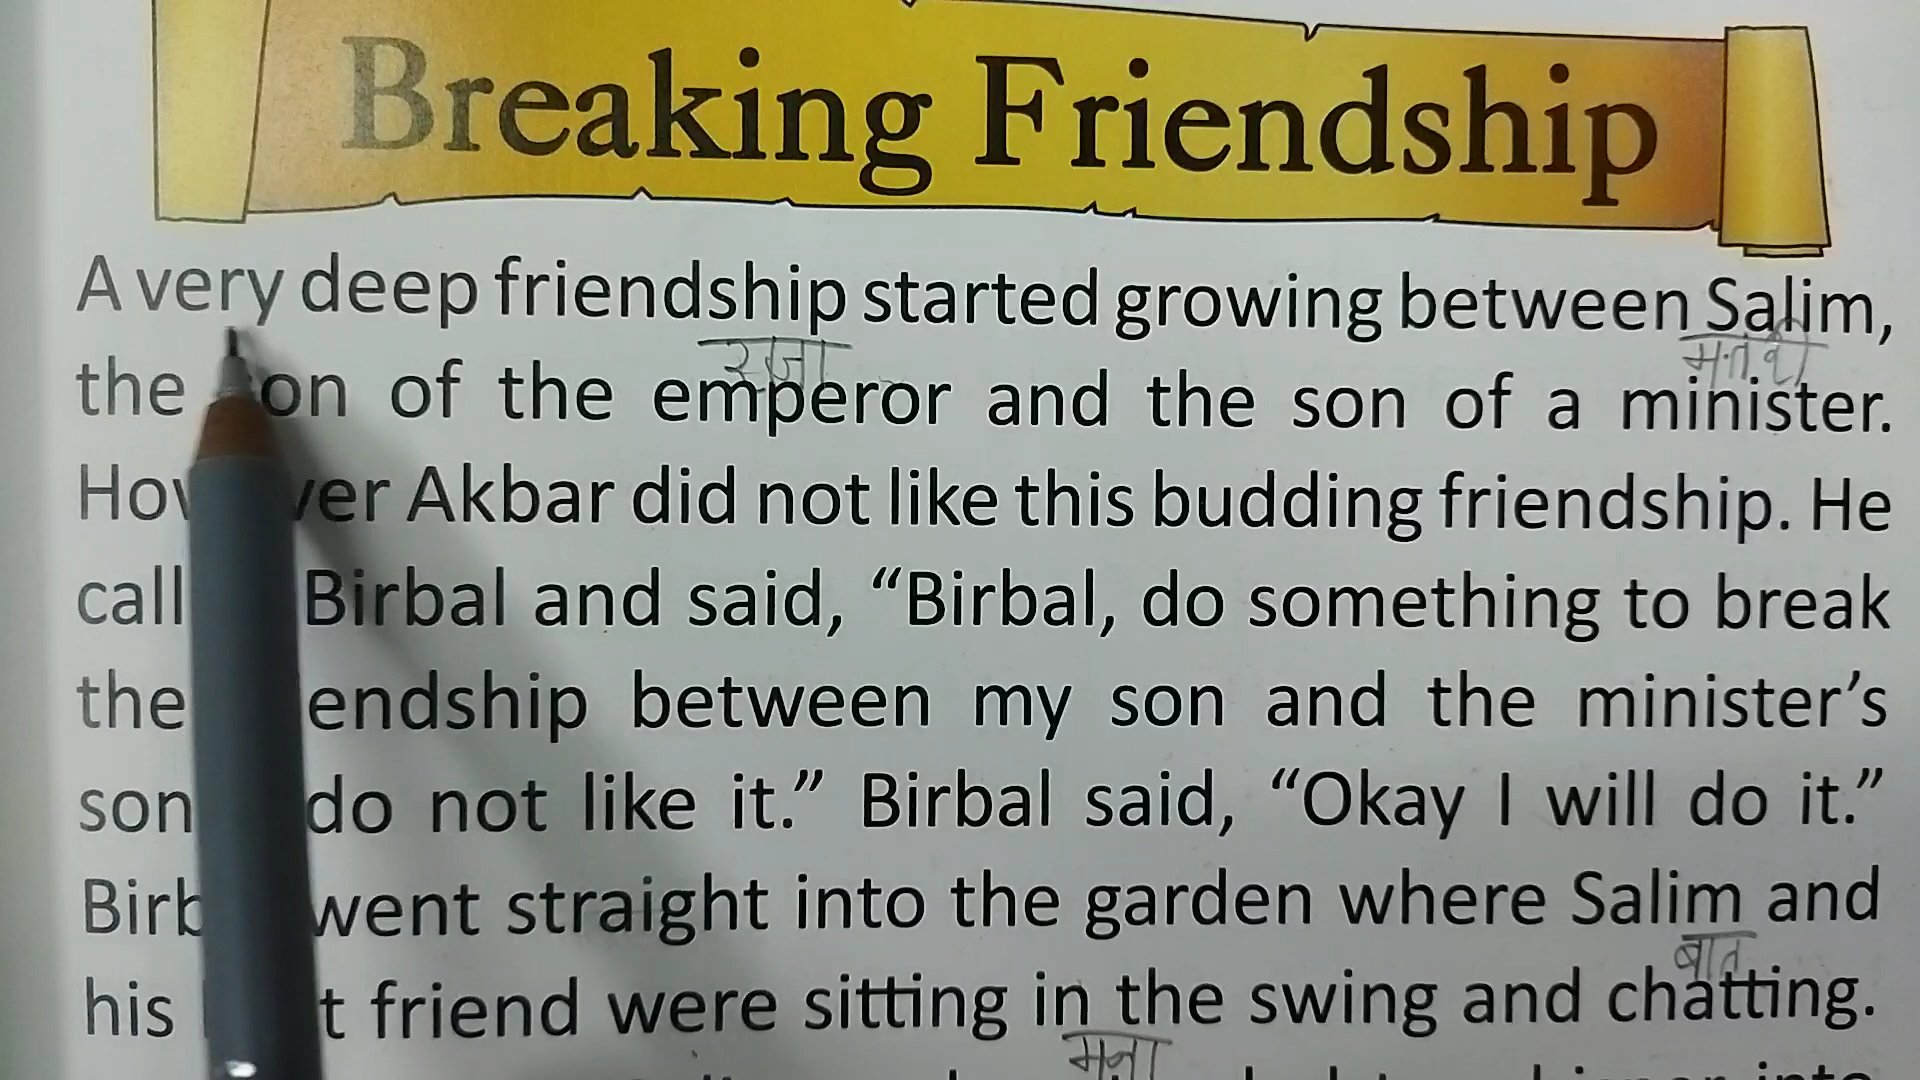 Breaking Friendship
A very deep friendship started growing between Salim,
राजा मंत्री
the son of the emperor and the son of a minister.
However Akbar did not like this budding friendship. He
call Birbal and said, “Birbal, do something to break
the endship between my son and the minister’s
son do not like it.” Birbal said, “Okay I will do it.”
Birb went straight into the garden where Salim and
बात
his t friend were sitting in the swing and chatting.